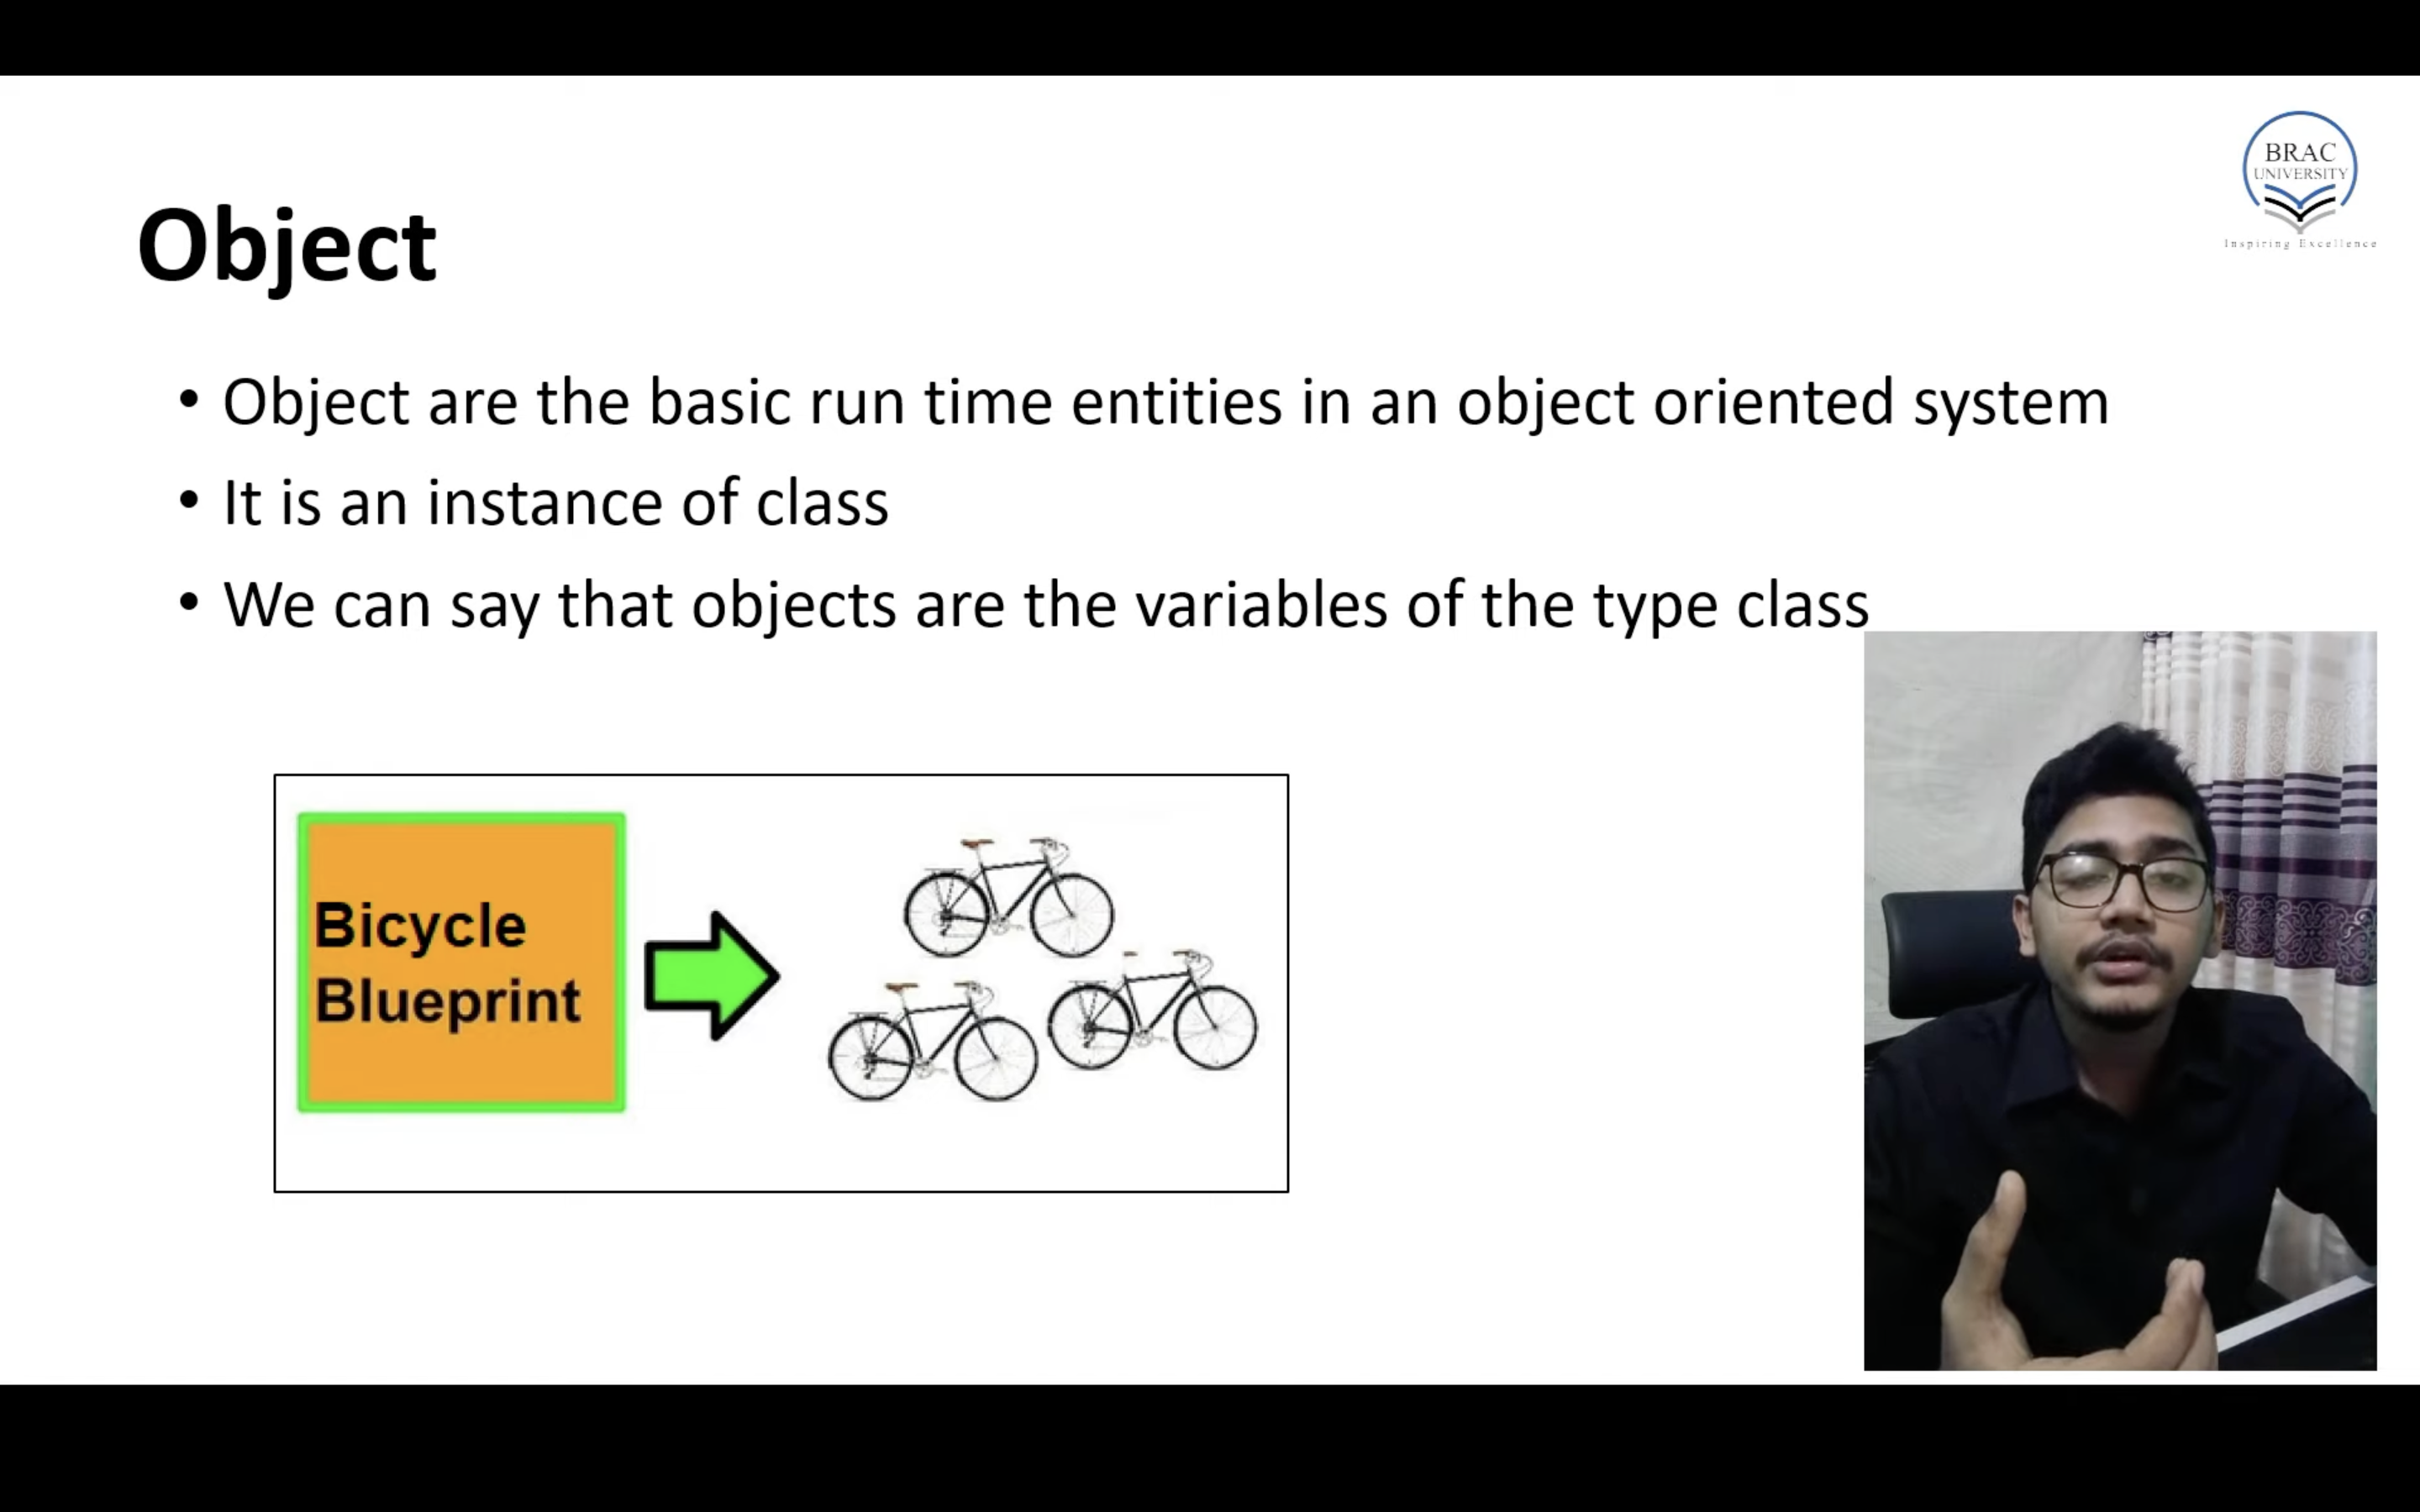 BRAC
UNIVERSITY
Inspiring Excellence
Object
• Object are the basic run time entities in an object oriented system
• It is an instance of class
• We can say that objects are the variables of the type class
Bicycle
Blueprint